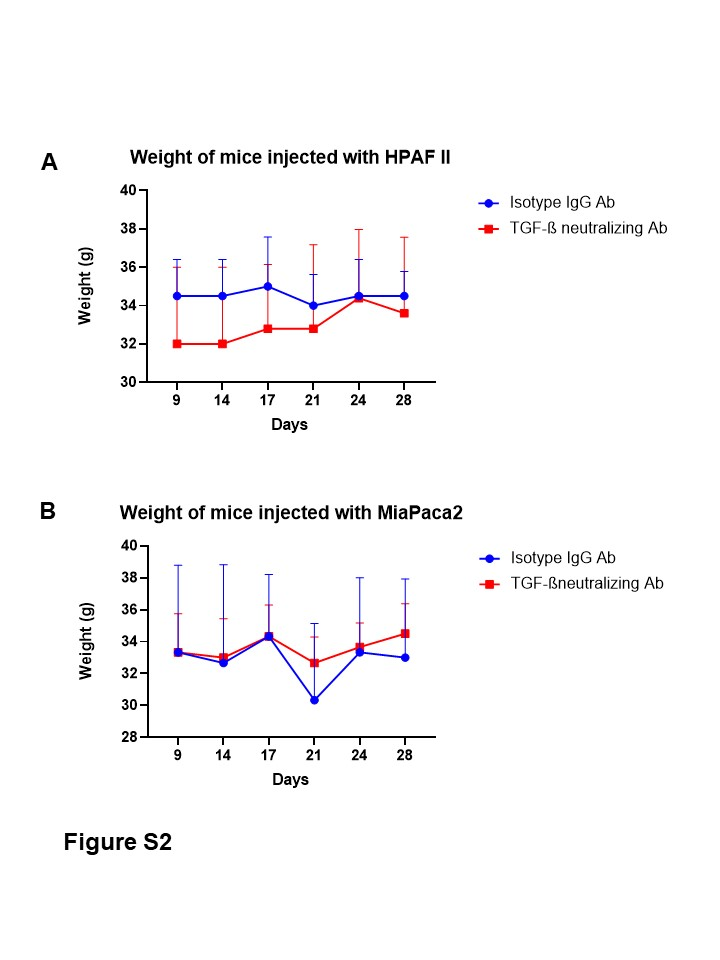 A
Weight of mice injected with HPAF II
Weight (g)
40
38
36
34
32
30
9 14 17 21 24 28
Days
Isotype IgG Ab
TGF-ß neutralizing Ab
B
Weight of mice injected with MiaPaca2
Weight (g)
40
38
36
34
32
30
28
9 14 17 21 24 28
Days
Isotype IgG Ab
TGF-ßneutralizing Ab
Figure S2